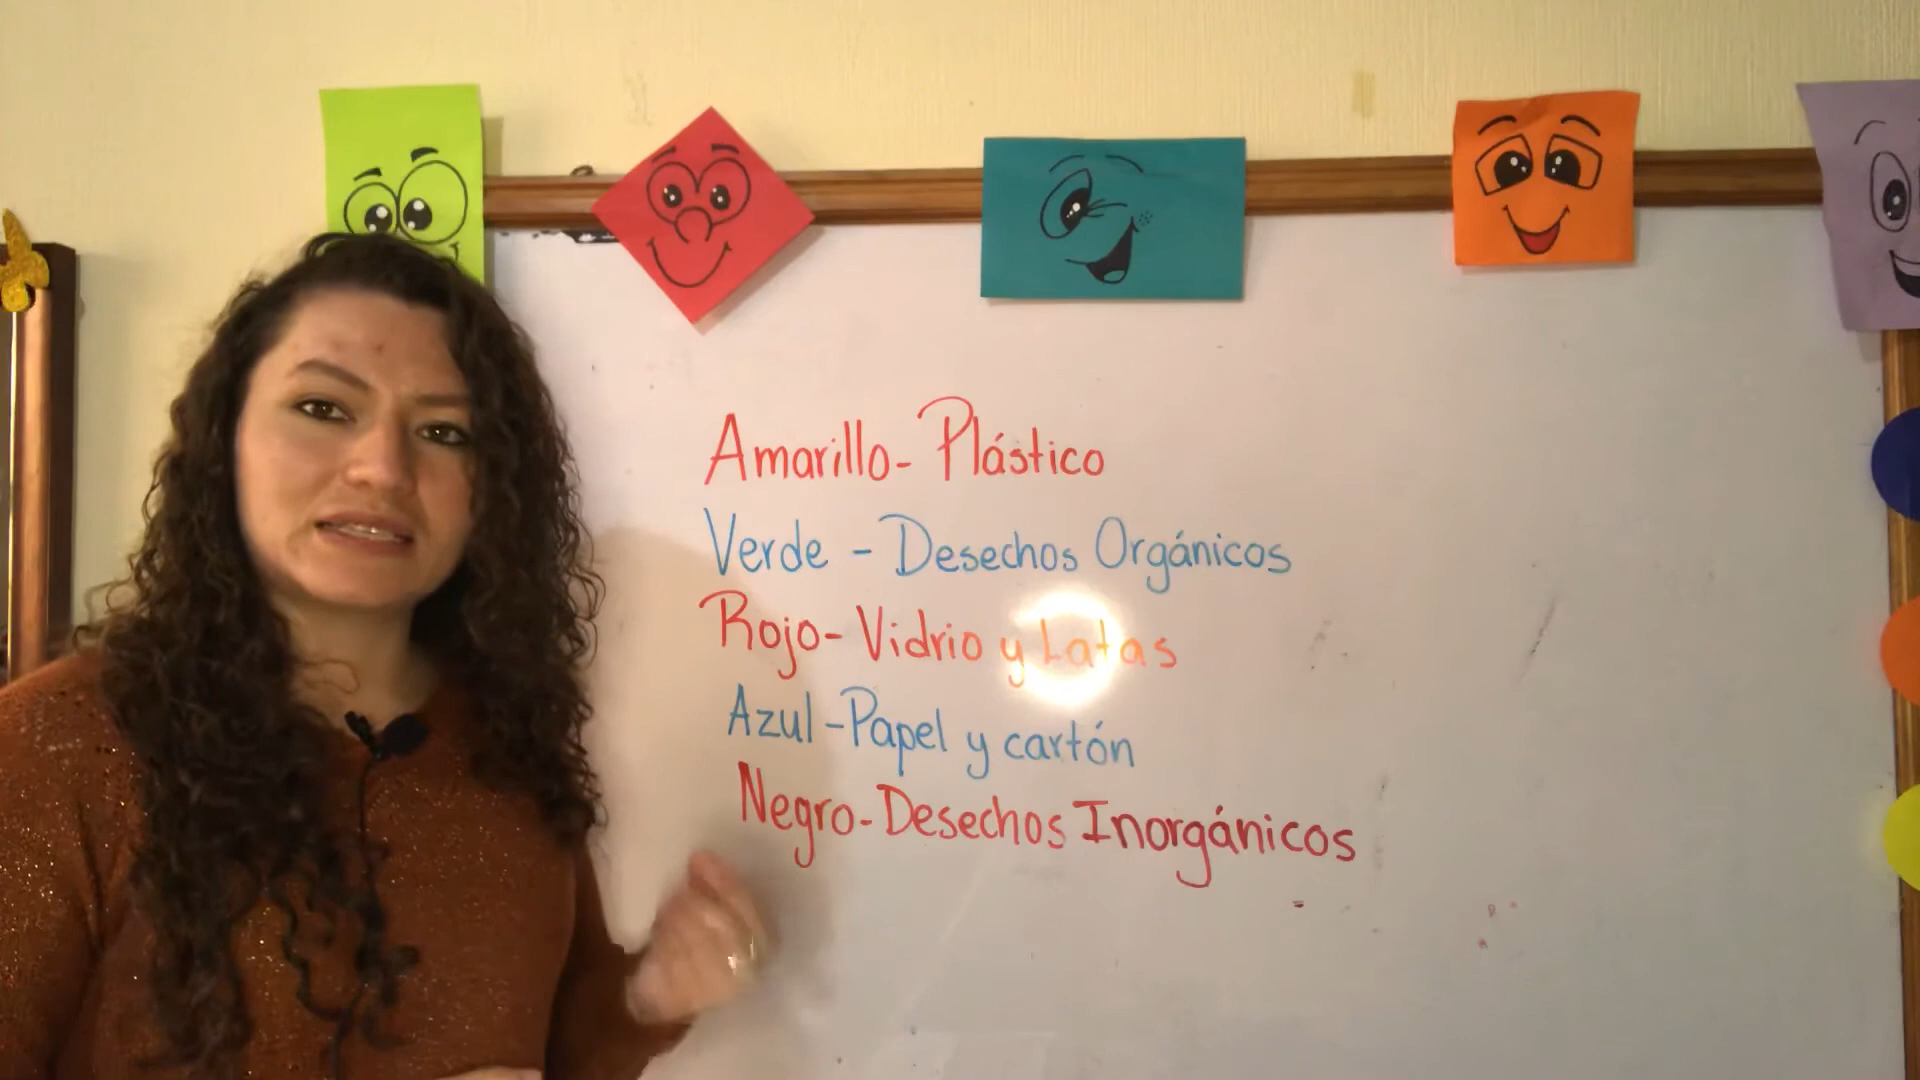 Amarillo- Plástico
Verde - Desechos Orgánicos
Rojo- Vidrio y Latas
Azul-Papel y cartón
Negro-Desechos Inorgánicos